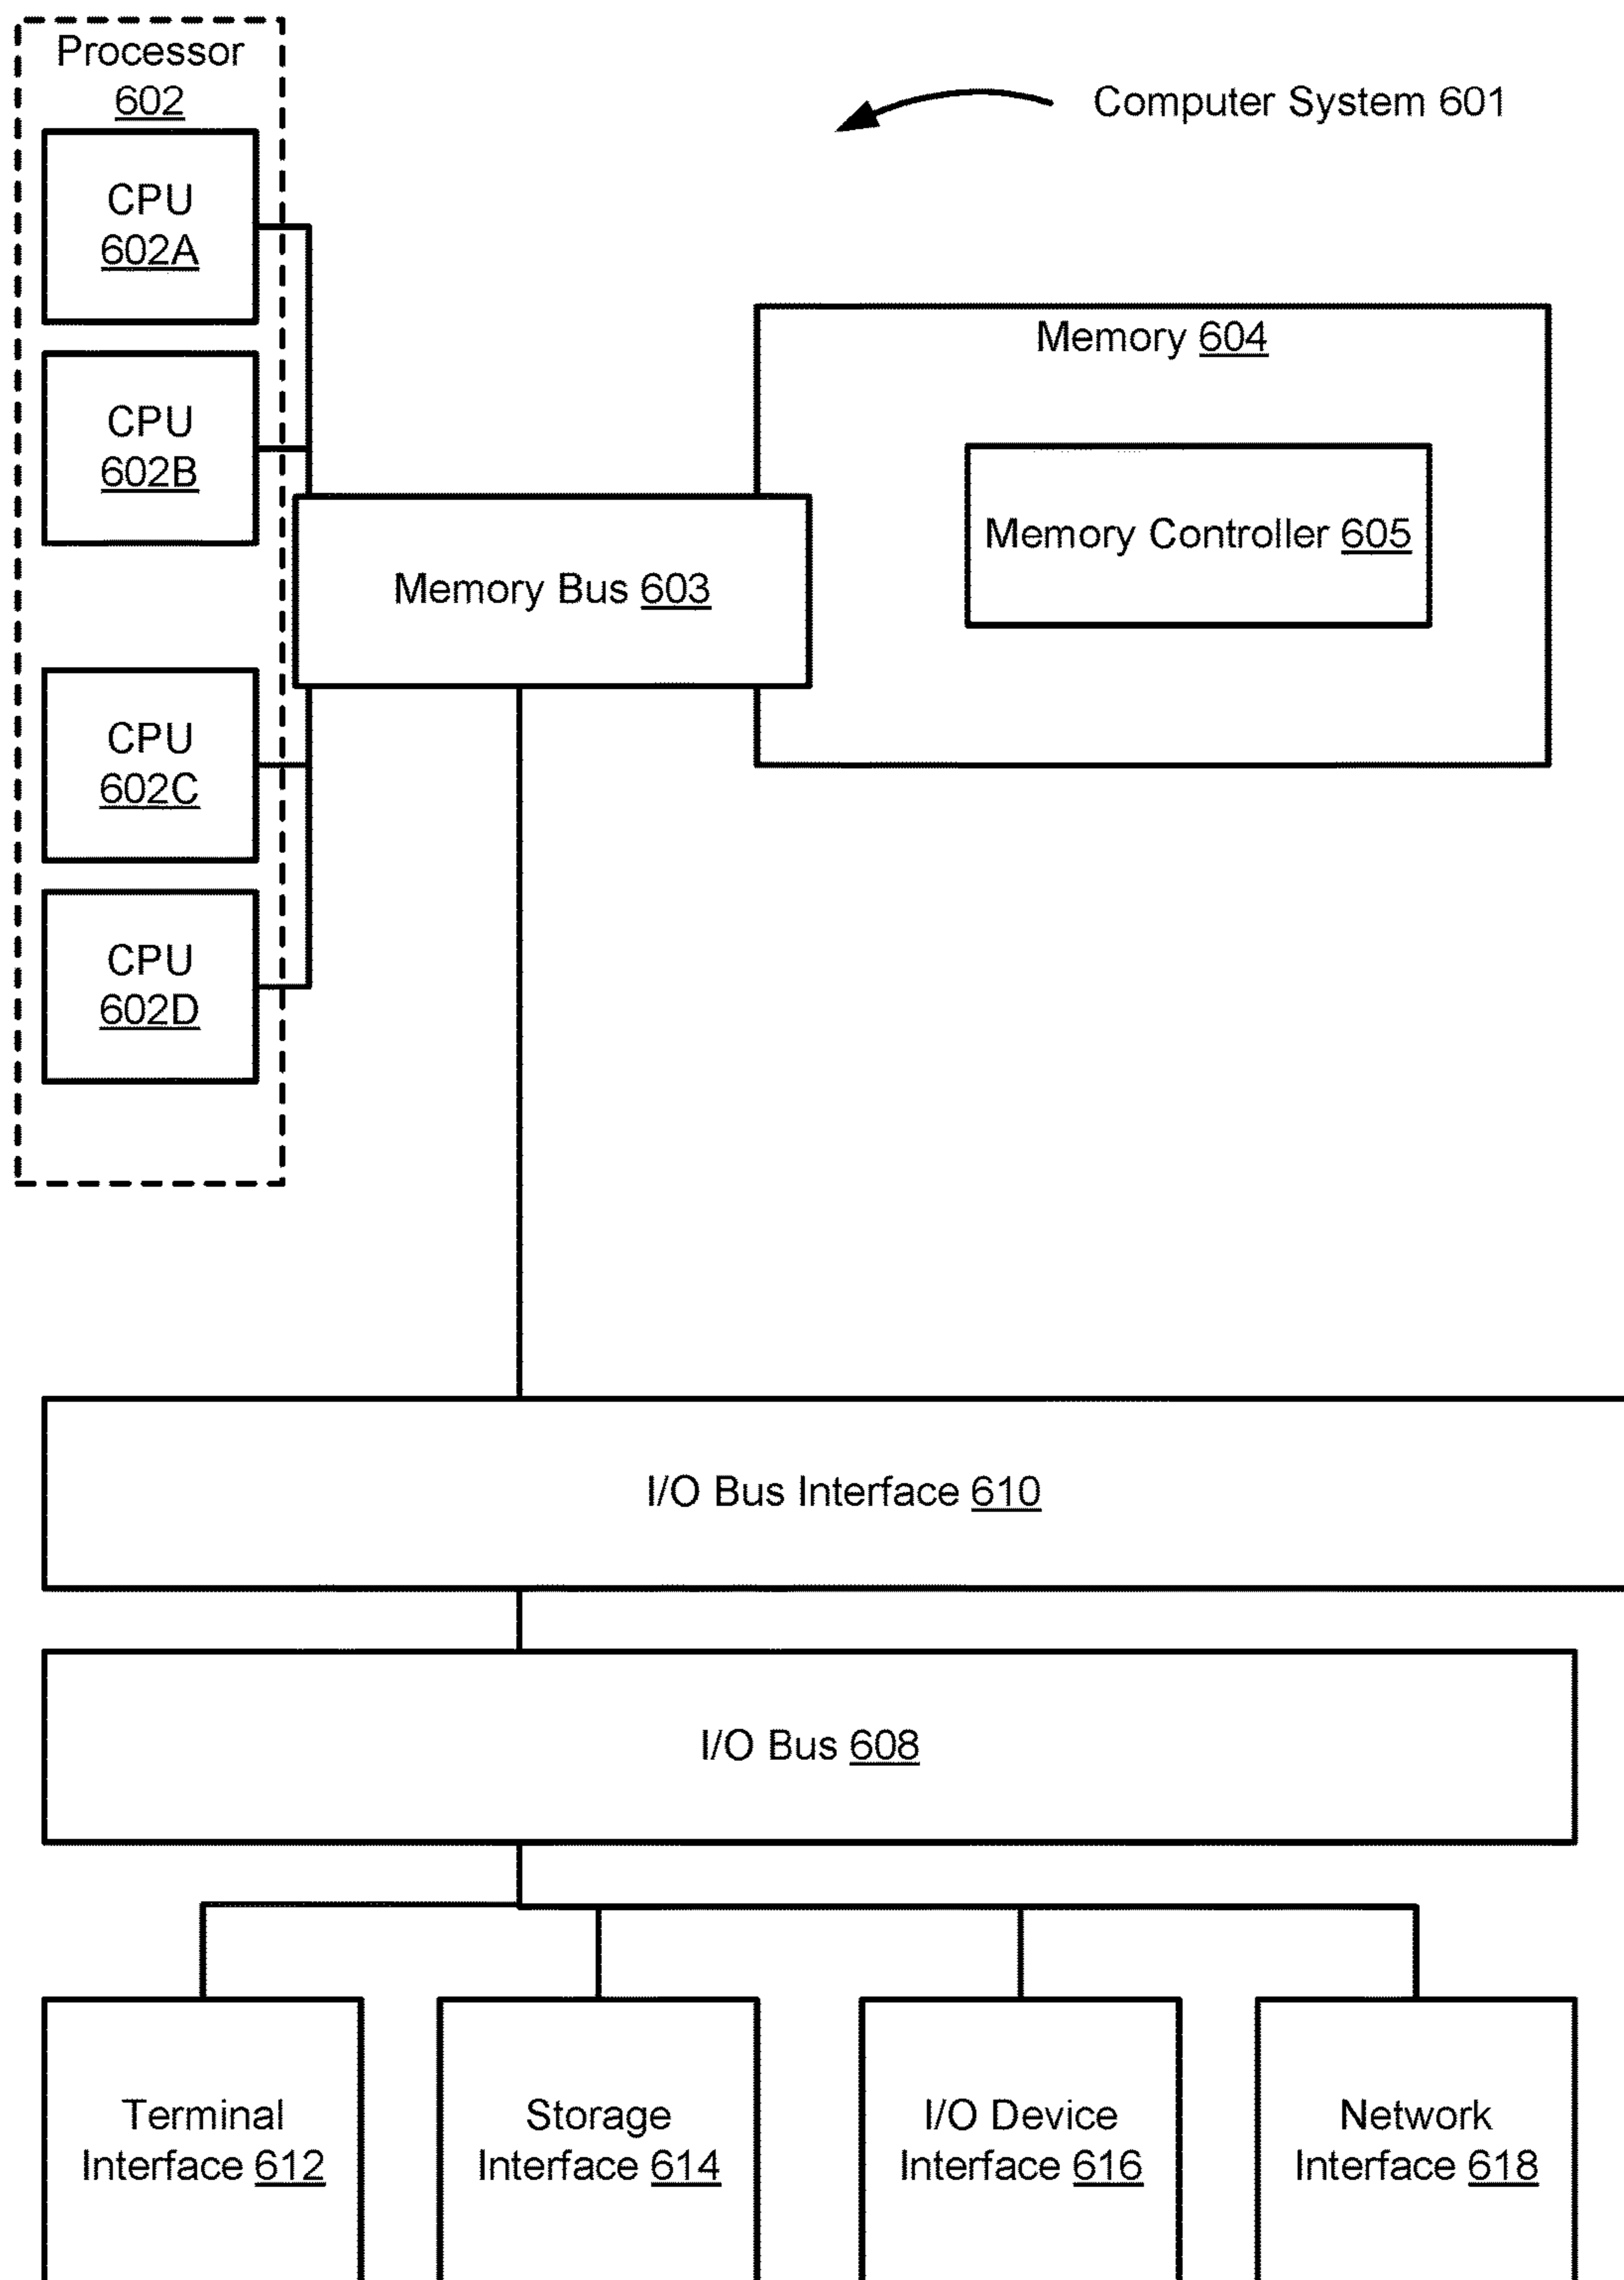 Processor
602
Computer System 601
CPU
602A
Memory 604
CPU
602B
Memory Controller 605
Memory Bus 603
CPU
602C
CPU
602D
I/O Bus Interface 610
I/O Bus 608
Terminal
Interface 612
Storage
Interface 614
I/O Device
Interface 616
Network
Interface 618